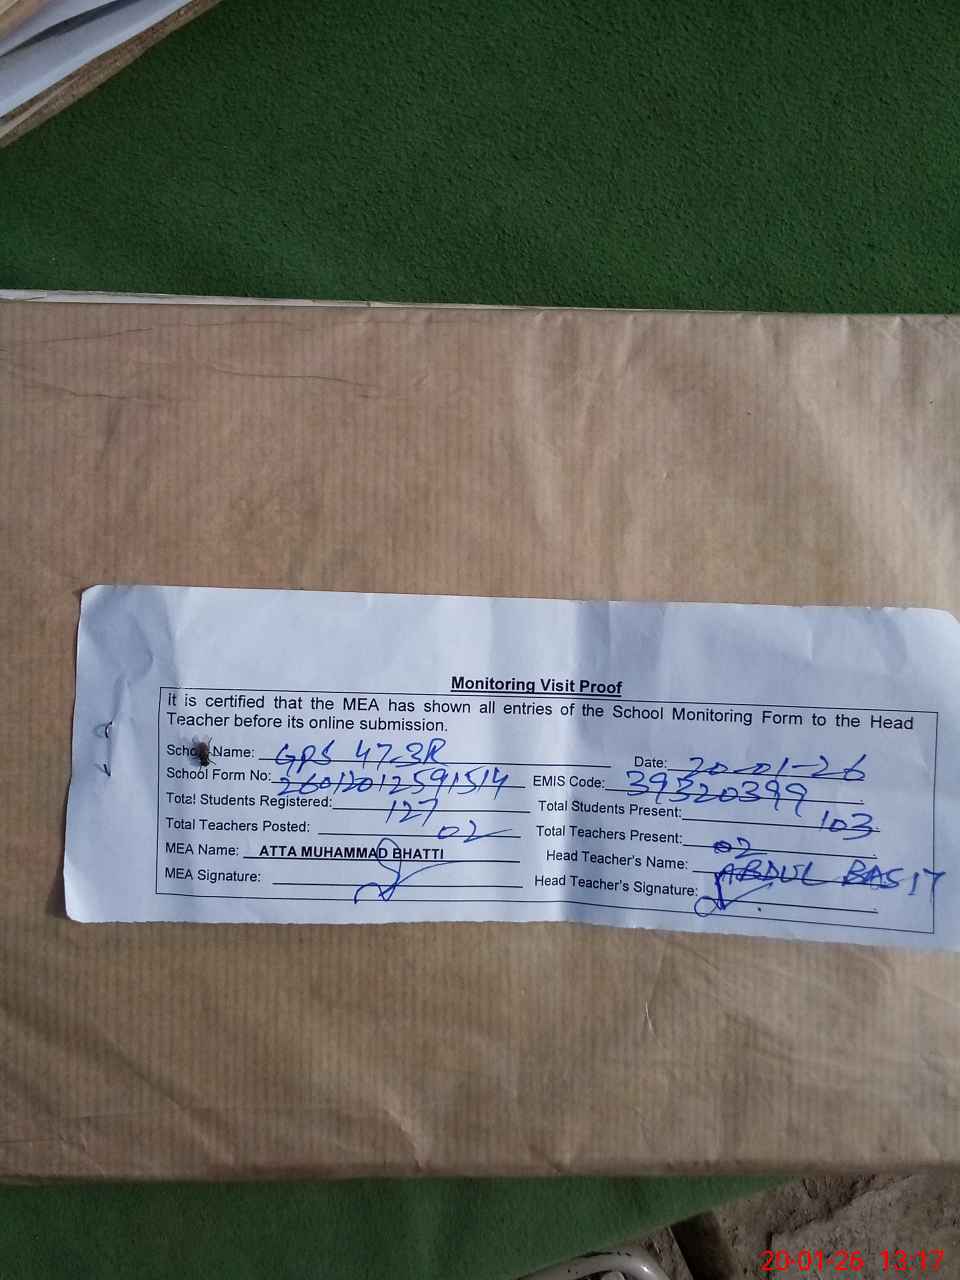 Monitoring Visit Proof
It is certified that the MEA has shown all entries of the School Monitoring Form to the Head
Teacher before its online submission.
School Name: GPS 47-3R Date: 20-01-26
School Form No: 26012012591514 EMIS Code: 39320399
Total Students Registered: 127 Total Students Present: 103
Total Teachers Posted: 02 Total Teachers Present: 02
MEA Name: ATTA MUHAMMAD BHATTI Head Teacher's Name: ABDUL BASIT
MEA Signature: Head Teacher's Signature:
20-01-26 13:17